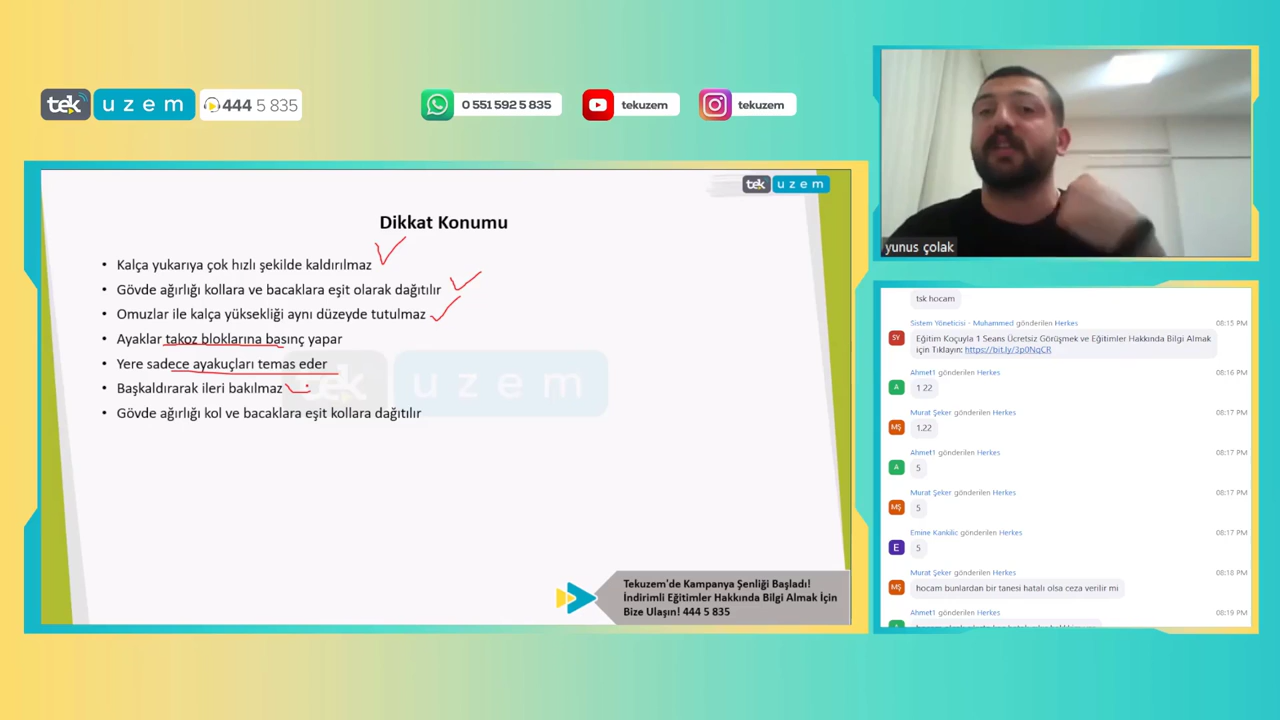 tek uzem 444 5 835
0 551 592 5 835
tekuzem
tekuzem
tek uzem
Dikkat Konumu
• Kalça yukarıya çok hızlı şekilde kaldırılmaz
• Gövde ağırlığı kollara ve bacaklara eşit olarak dağıtılır
• Omuzlar ile kalça yüksekliği aynı düzeyde tutulmaz
• Ayaklar takoz bloklarına basınç yapar
• Yere sadece ayakuçları temas eder
• Başkaldırarak ileri bakılmaz
• Gövde ağırlığı kol ve bacaklara eşit kollara dağıtılır
tek uzem
Tekuzem'de Kampanya Şenliği Başladı!
İndirimli Eğitimler Hakkında Bilgi Almak İçin
Bize Ulaşın! 444 5 835
yunus çolak
tsk hocam
Sistem Yöneticisi - Muhammed gönderilen Herkes 08:15 PM
SY
Eğitim Koçuyla 1 Seans Ücretsiz Görüşmek ve Eğitimler Hakkında Bilgi Almak
için Tıklayın: https://bit.ly/3p0NqCR
Ahmet1 gönderilen Herkes 08:16 PM
A 1 22
Murat Şeker gönderilen Herkes 08:17 PM
MŞ 1.22
Ahmet1 gönderilen Herkes 08:17 PM
A 5
Murat Şeker gönderilen Herkes 08:17 PM
MŞ 5
Emine Kankilic gönderilen Herkes 08:17 PM
E 5
Murat Şeker gönderilen Herkes 08:18 PM
MŞ hocam bunlardan bir tanesi hatalı olsa ceza verilir mi
Ahmet1 gönderilen Herkes 08:19 PM